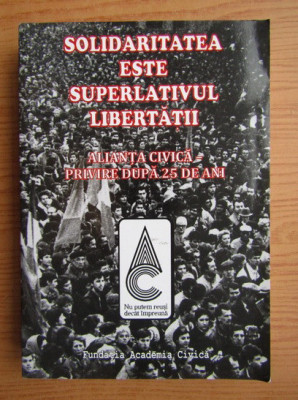 SOLIDARITATEA
ESTE
SUPERLATIVUL
LIBERTĂȚII
ALIANȚA CIVICĂ –
PRIVIRE DUPĂ 25 DE ANI
AC
Nu putem reuși
decât împreună
Fundația Academia Civică